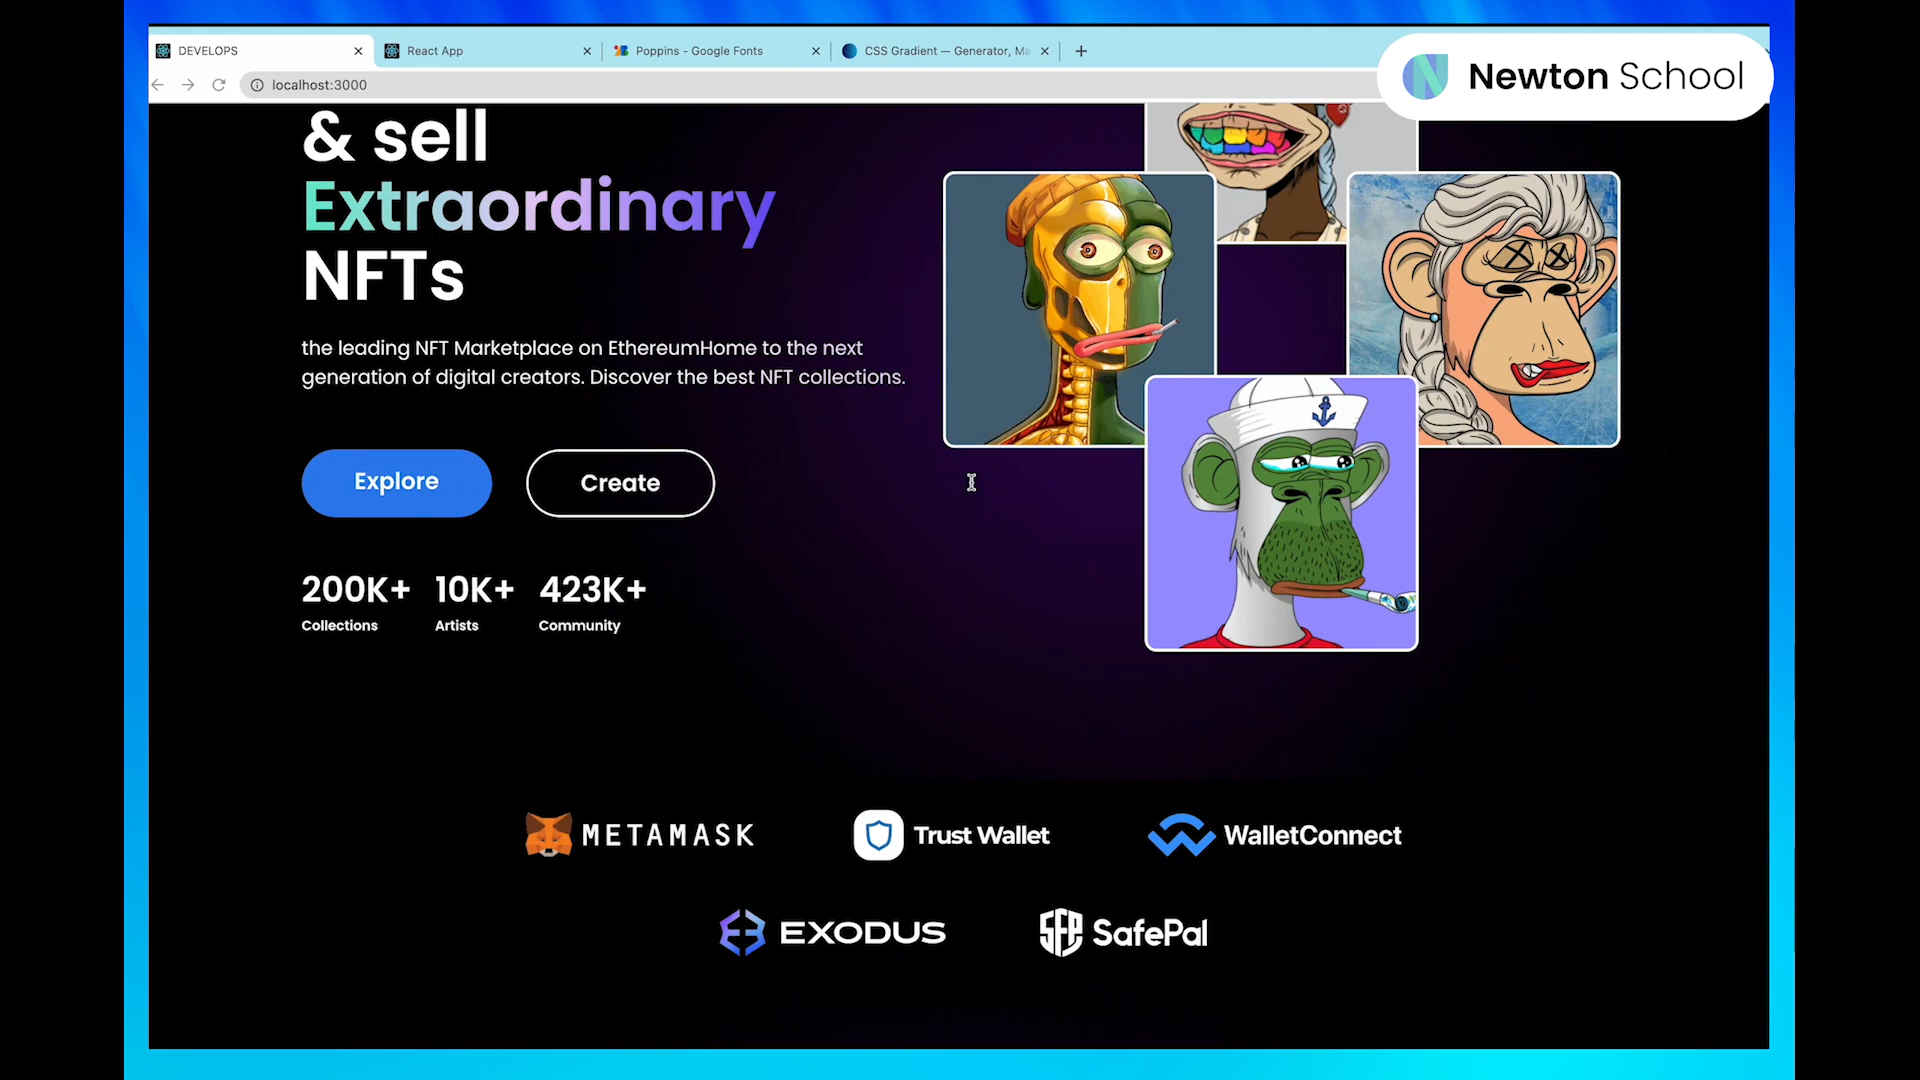 DEVELOPS
React App
Poppins - Google Fonts
CSS Gradient — Generator, Ma
localhost:3000
Newton School
& sell
Extraordinary
NFTs
the leading NFT Marketplace on EthereumHome to the next
generation of digital creators. Discover the best NFT collections.
Explore
Create
200K+ 10K+ 423K+
Collections Artists Community
METAMASK
Trust Wallet
WalletConnect
EXODUS
SFP SafePal